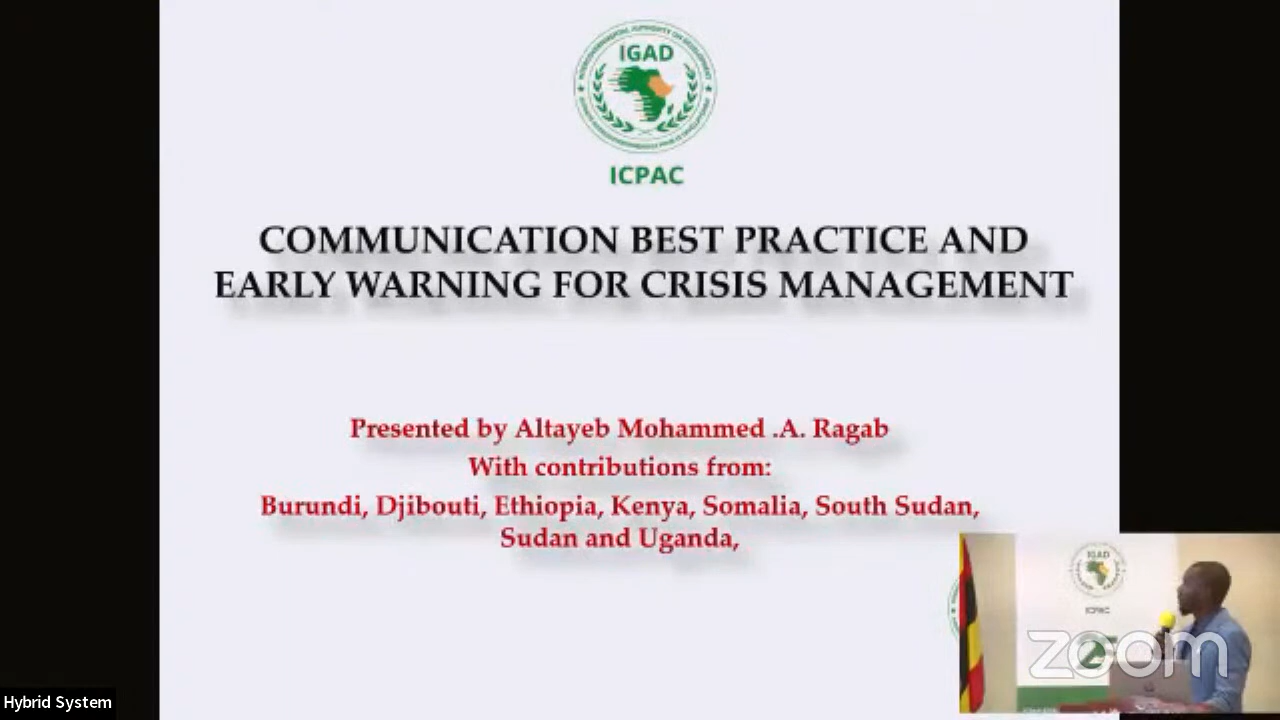 IGAD
ICPAC
COMMUNICATION BEST PRACTICE AND
EARLY WARNING FOR CRISIS MANAGEMENT
Presented by Altayeb Mohammed .A. Ragab
With contributions from:
Burundi, Djibouti, Ethiopia, Kenya, Somalia, South Sudan,
Sudan and Uganda,
IGAD
ICPAC
zoom
Hybrid System